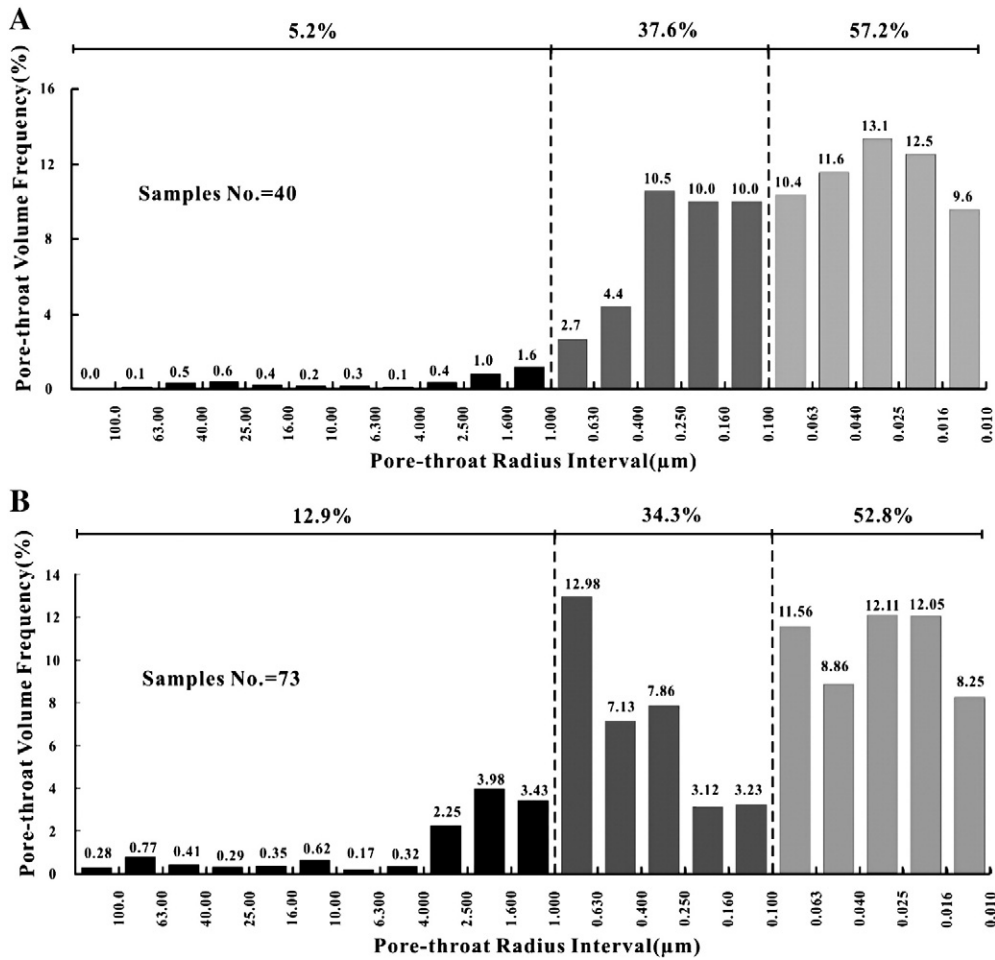 A
5.2% 37.6% 57.2%
Pore-throat Volume Frequency(%)
16
12
8
4
0
Samples No.=40
0.0 0.1 0.5 0.6 0.4 0.2 0.3 0.1 0.4 1.0 1.6 2.7 4.4 10.5 10.0 10.0 10.4 11.6 13.1 12.5 9.6
100.0 63.00 40.00 25.00 16.00 10.00 6.300 4.000 2.500 1.600 1.000 0.630 0.400 0.250 0.160 0.100 0.063 0.040 0.025 0.016 0.010
Pore-throat Radius Interval(μm)
B
12.9% 34.3% 52.8%
Pore-throat Volume Frequency(%)
14
12
10
8
6
4
2
0
Samples No.=73
0.28 0.77 0.41 0.29 0.35 0.62 0.17 0.32 2.25 3.98 3.43 12.98 7.13 7.86 3.12 3.23 11.56 8.86 12.11 12.05 8.25
100.0 63.00 40.00 25.00 16.00 10.00 6.300 4.000 2.500 1.600 1.000 0.630 0.400 0.250 0.160 0.100 0.063 0.040 0.025 0.016 0.010
Pore-throat Radius Interval(μm)